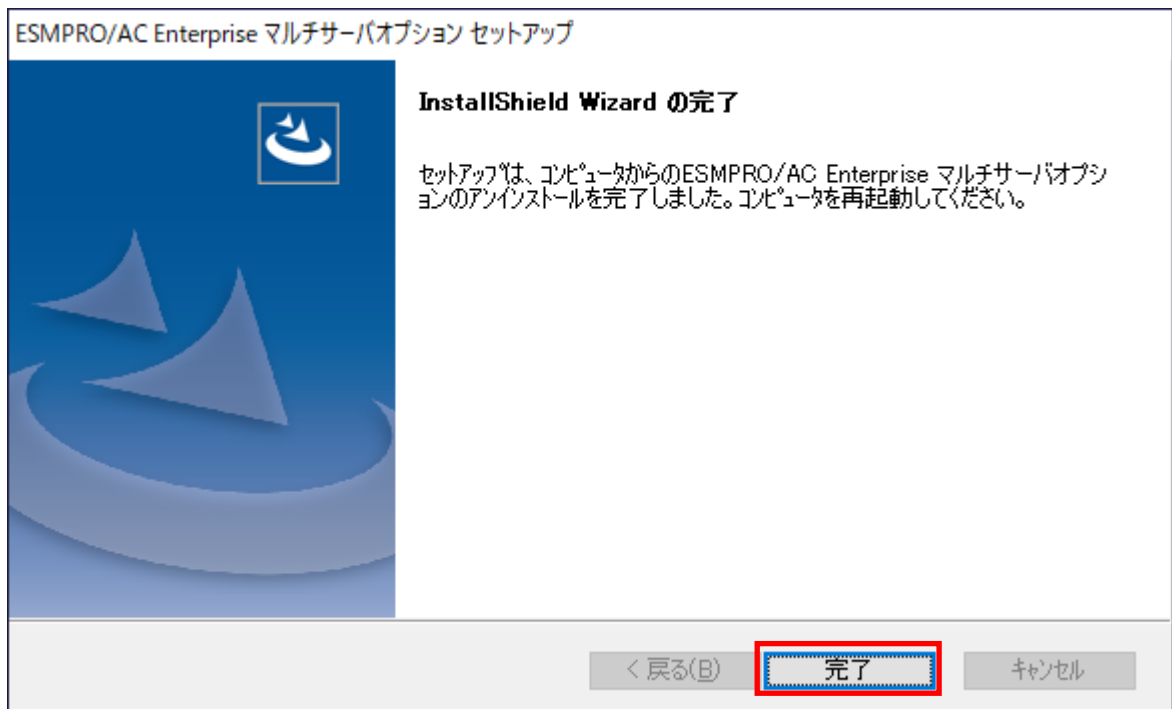 ESMPRO/AC Enterprise マルチサーバオプション セットアップ
InstallShield Wizard の完了
セットアップは、コンピュータからのESMPRO/AC Enterprise マルチサーバオプシ
ョンのアンインストールを完了しました。コンピュータを再起動してください。
< 戻る(B)
完了
キャンセル